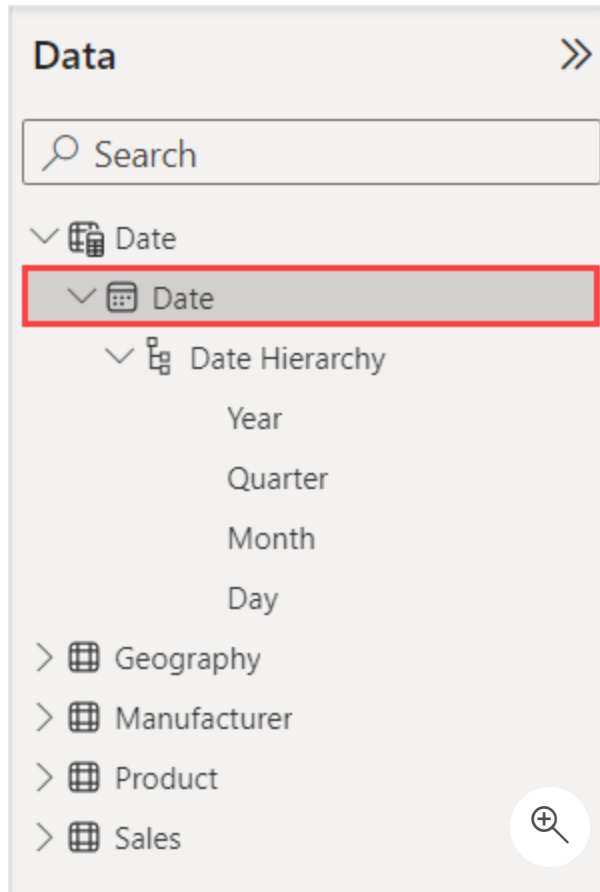 Data
Search
Date
Date
Date Hierarchy
Year
Quarter
Month
Day
Geography
Manufacturer
Product
Sales